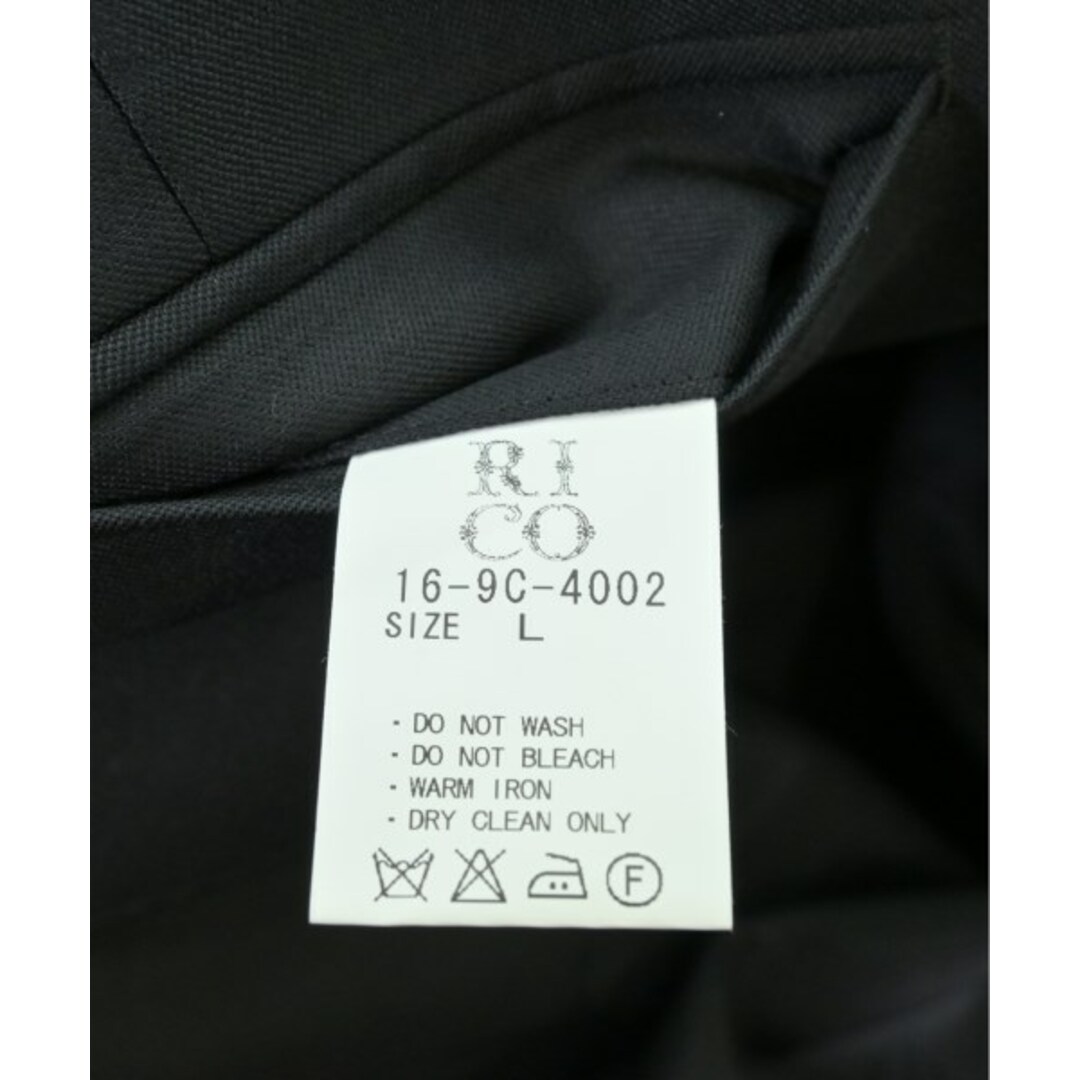 RI
CO
16-9C-4002
SIZE L
・DO NOT WASH
・DO NOT BLEACH
・WARM IRON
・DRY CLEAN ONLY
F